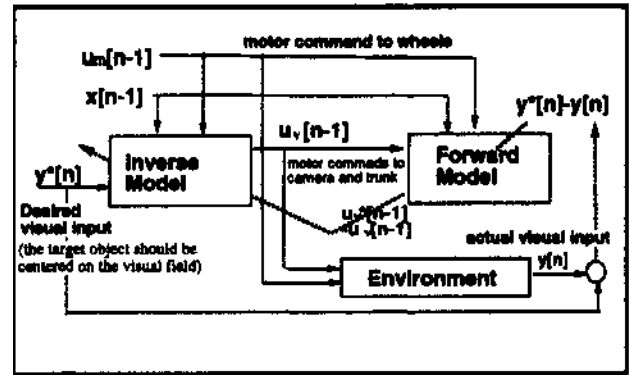 motor command to wheels
um[n-1]
x[n-1]
y*[n]-y[n]
uv[n-1]
Inverse
Model
Forward
Model
motor commads to
camera and trunk
y*[n]
Desired
visual input
(the target object should be
centered on the visual field)
actual visual input
Environment
y[n]